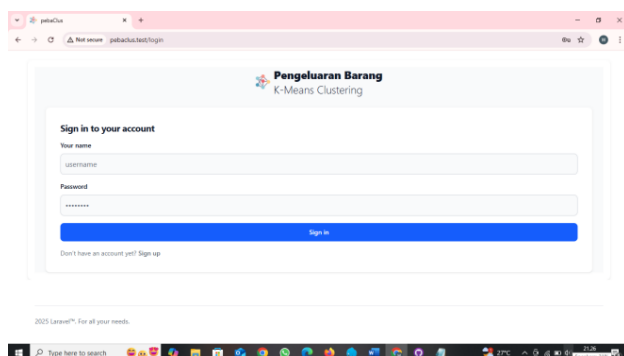 pabaClus
Not secure pabaclus.test/login
Pengeluaran Barang
K-Means Clustering
Sign in to your account
Your name
username
Password
••••••••
Sign in
Don't have an account yet? Sign up
2025 Laravel™. For all your needs.
Type here to search
27°C
21.26